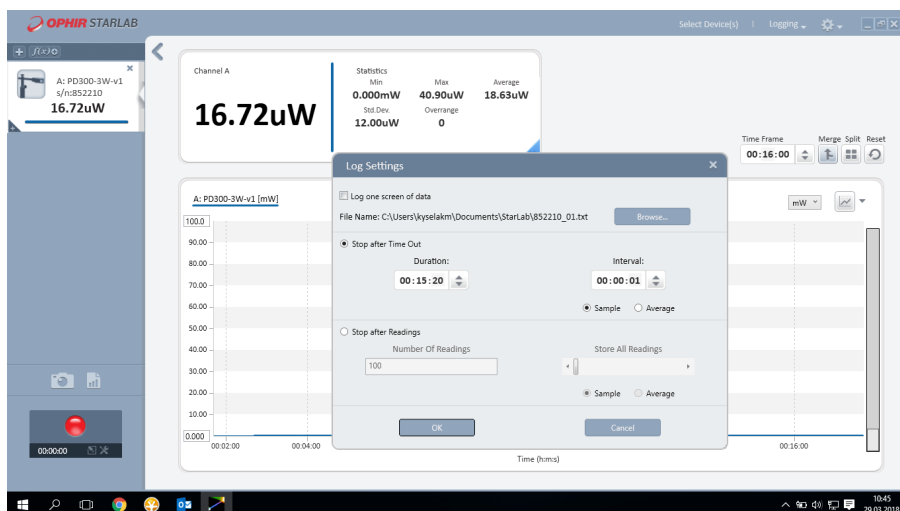 OPHIR STARLAB
Select Device(s) | Logging
f(x)
A: PD300-3W-v1
s/n:852210
16.72uW
Channel A
16.72uW
Statistics
Min Max Average
0.000mW 40.90uW 18.63uW
Std.Dev. Overrange
12.00uW 0
Time Frame Merge Split Reset
00:16:00
Log Settings
Log one screen of data
File Name: C:\Users\kyselakm\Documents\StarLab\852210_01.txt Browse...
Stop after Time Out
Duration: Interval:
00:15:20 00:00:01
Sample Average
Stop after Readings
Number Of Readings Store All Readings
100
Sample Average
OK Cancel
A: PD300-3W-v1 [mW]
mW
100.0
90.00
80.00
70.00
60.00
50.00
40.00
30.00
20.00
10.00
0.000
00:02:00 00:04:00 00:16:00
Time (h:m:s)
00:00:00
10:45
29.03.2018